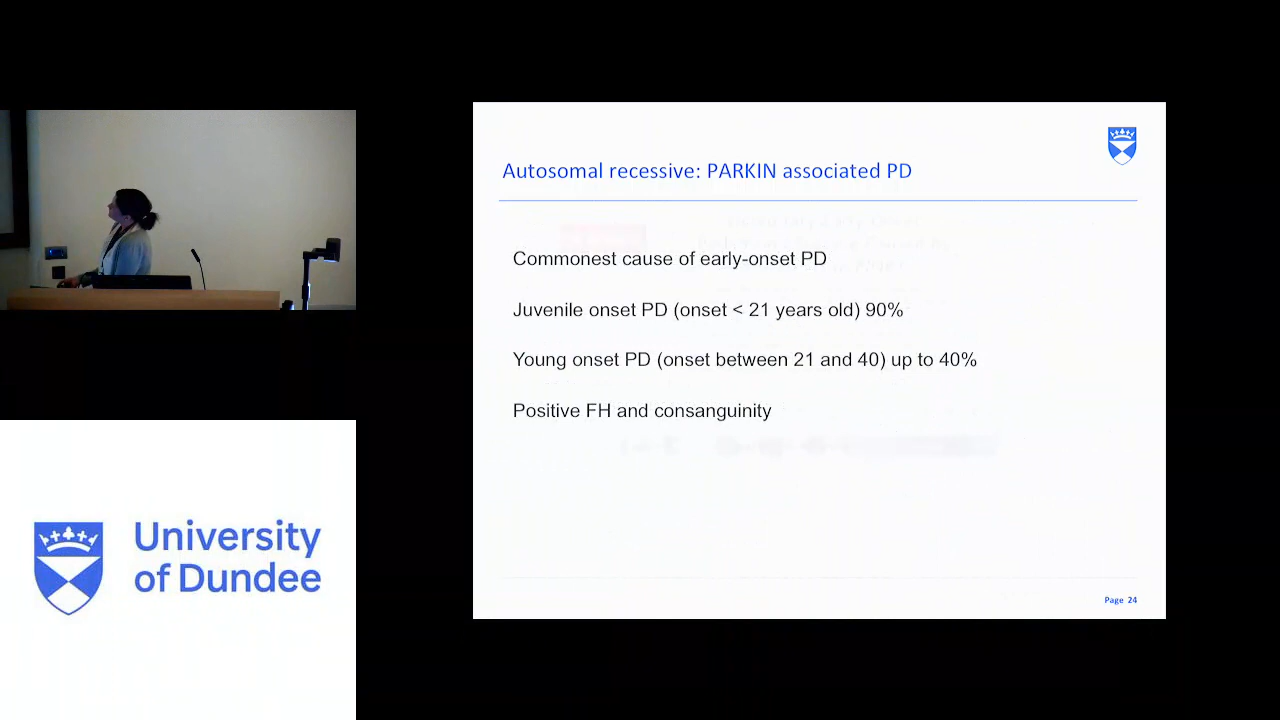 Autosomal recessive: PARKIN associated PD
Commonest cause of early-onset PD
Juvenile onset PD (onset < 21 years old) 90%
Young onset PD (onset between 21 and 40) up to 40%
Positive FH and consanguinity
Page 24
University
of Dundee